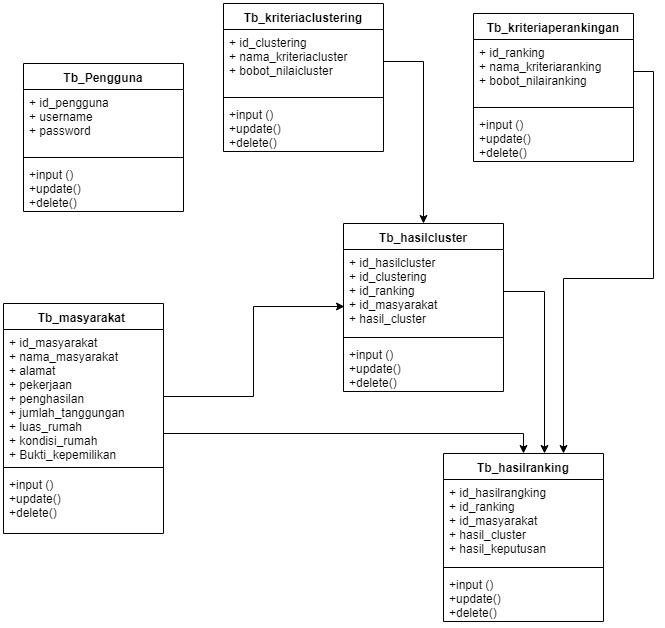 Tb_kriteriaclustering
+ id_clustering
+ nama_kriteriacluster
+ bobot_nilaicluster
+input ()
+update()
+delete()
Tb_kriteriaperankingan
+ id_ranking
+ nama_kriteriaranking
+ bobot_nilairanking
+input ()
+update()
+delete()
Tb_Pengguna
+ id_pengguna
+ username
+ password
+input ()
+update()
+delete()
Tb_hasilcluster
+ id_hasilcluster
+ id_clustering
+ id_ranking
+ id_masyarakat
+ hasil_cluster
+input ()
+update()
+delete()
Tb_masyarakat
+ id_masyarakat
+ nama_masyarakat
+ alamat
+ pekerjaan
+ penghasilan
+ jumlah_tanggungan
+ luas_rumah
+ kondisi_rumah
+ Bukti_kepemilikan
+input ()
+update()
+delete()
Tb_hasilranking
+ id_hasilrangking
+ id_ranking
+ id_masyarakat
+ hasil_cluster
+ hasil_keputusan
+input ()
+update()
+delete()